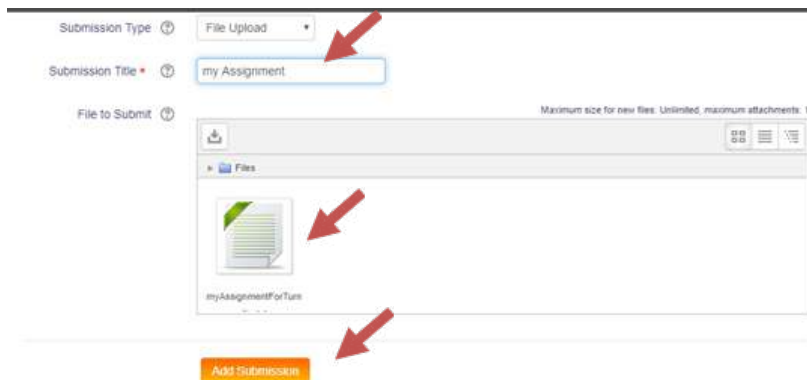 Submission Type
File Upload
Submission Title
my Assignment
File to Submit
Maximum size for new files: Unlimited, maximum attachments:
Files
myAssignmentForTurn
Add Submission